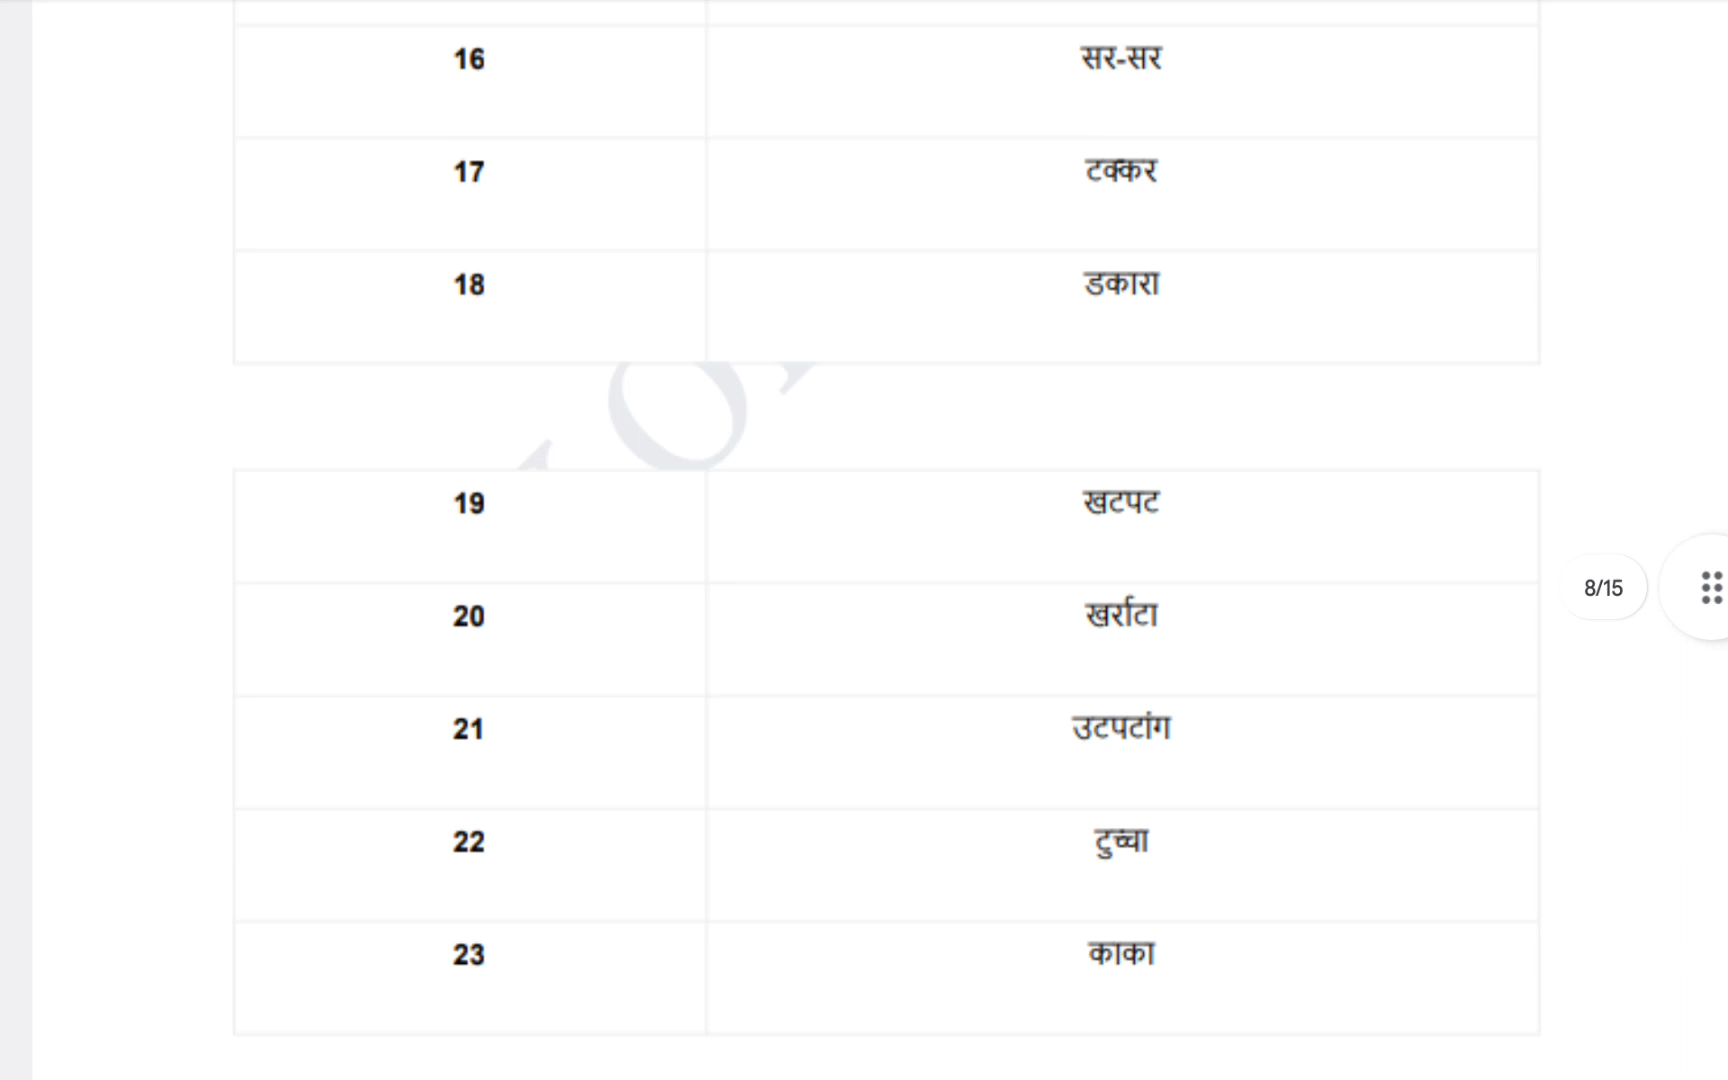 16 सर-सर
17 टक्कर
18 डकारा
19 खटपट
20 खर्राटा
21 उटपटांग
8/15
22 टुच्चा
23 काका